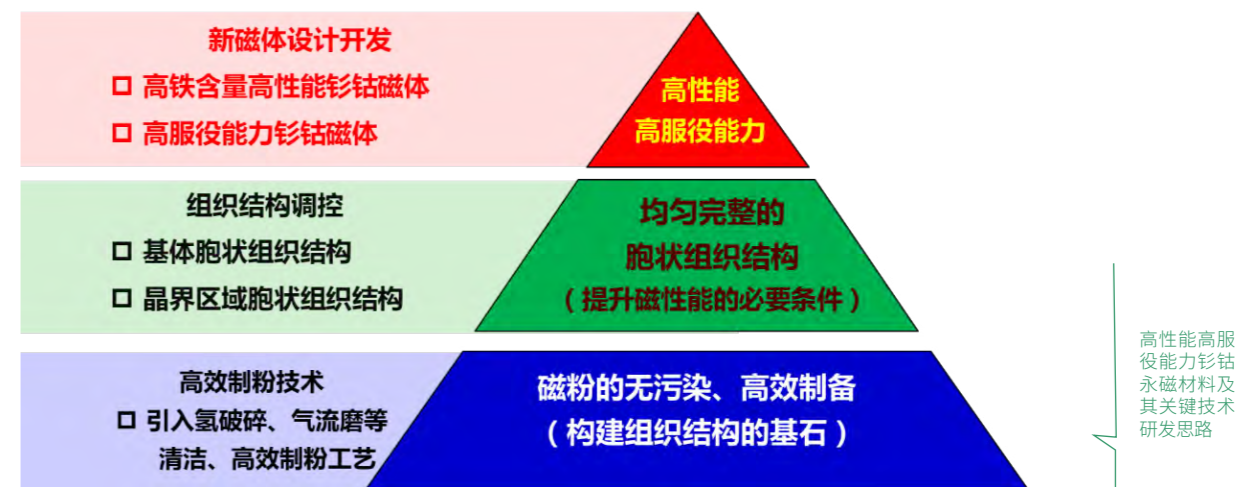 新磁体设计开发
高铁含量高性能钐钴磁体
高服役能力钐钴磁体
高性能
高服役能力
组织结构调控
基体胞状组织结构
晶界区域胞状组织结构
均匀完整的
胞状组织结构
（提升磁性能的必要条件）
高效制粉技术
引入氢破碎、气流磨等
清洁、高效制粉工艺
磁粉的无污染、高效制备
（构建组织结构的基石）
高性能高服
役能力钐钴
永磁材料及
其关键技术
研发思路